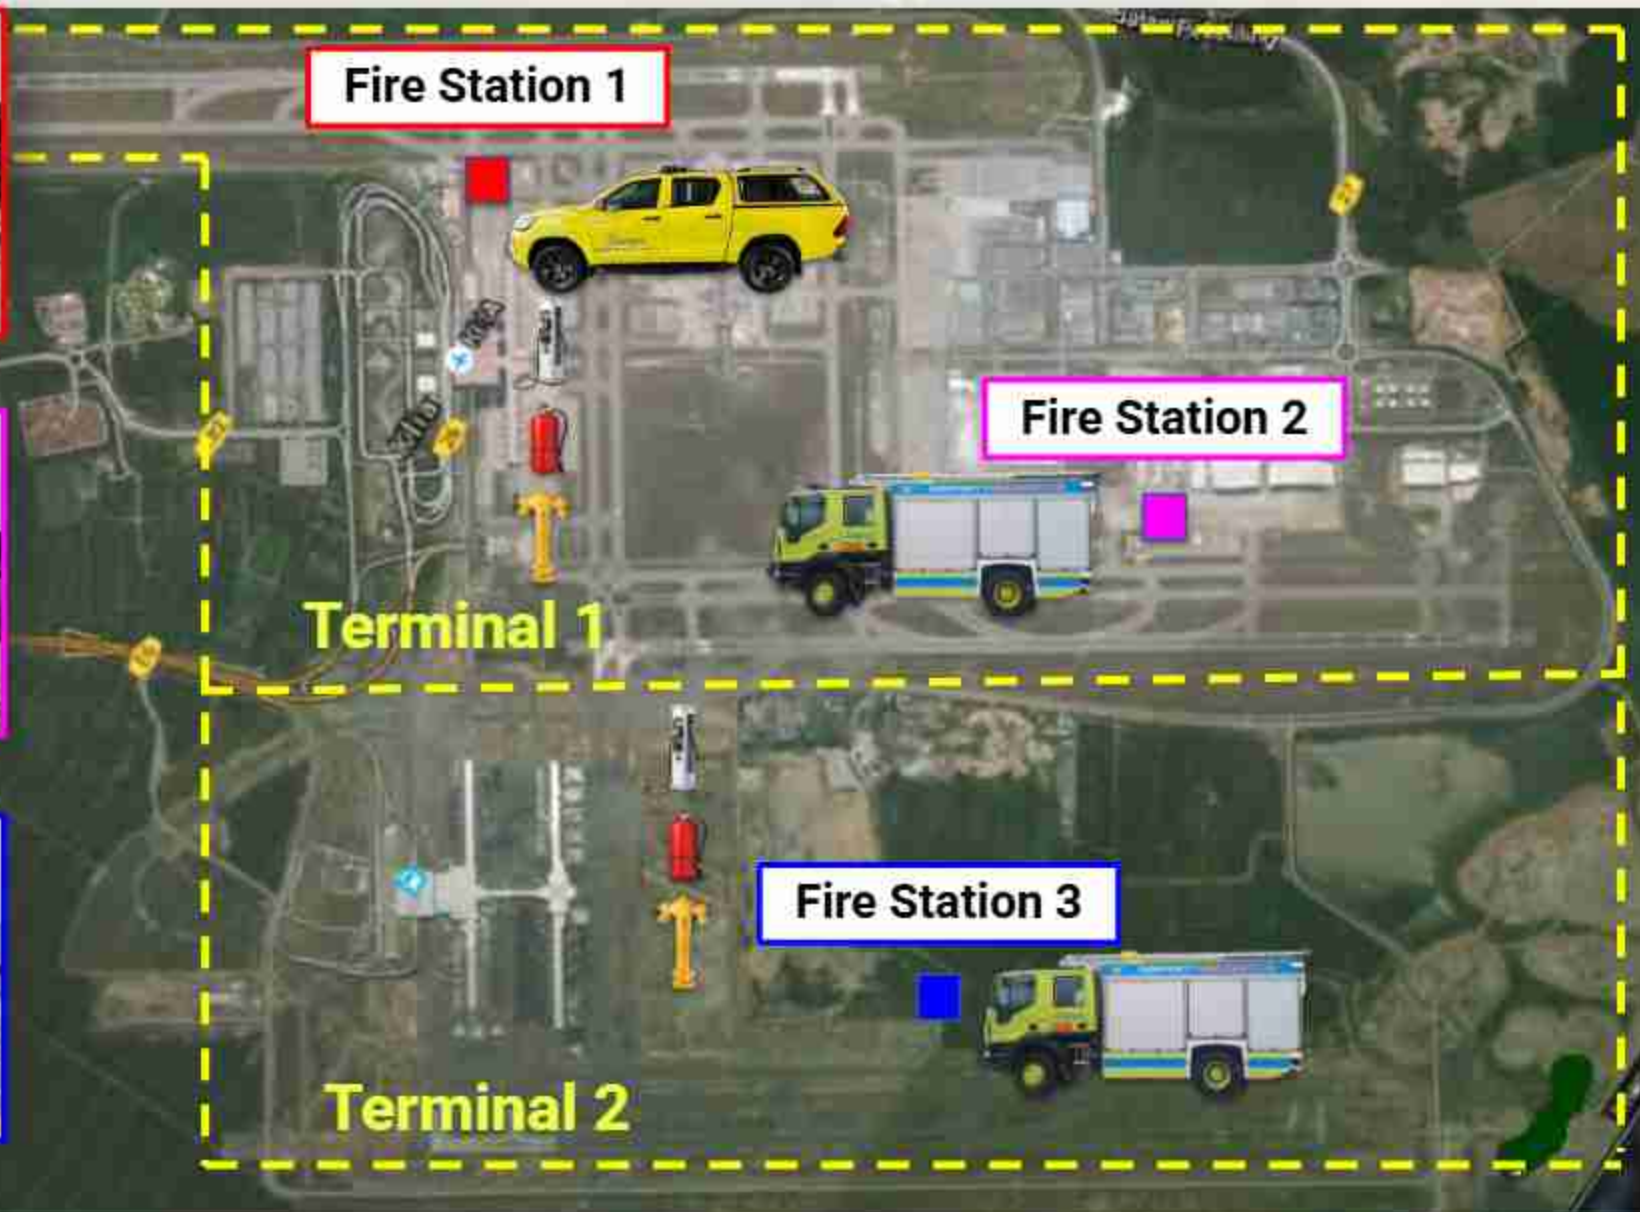 Fire Station 1
Fire Station 2
Terminal 1
Fire Station 3
Terminal 2